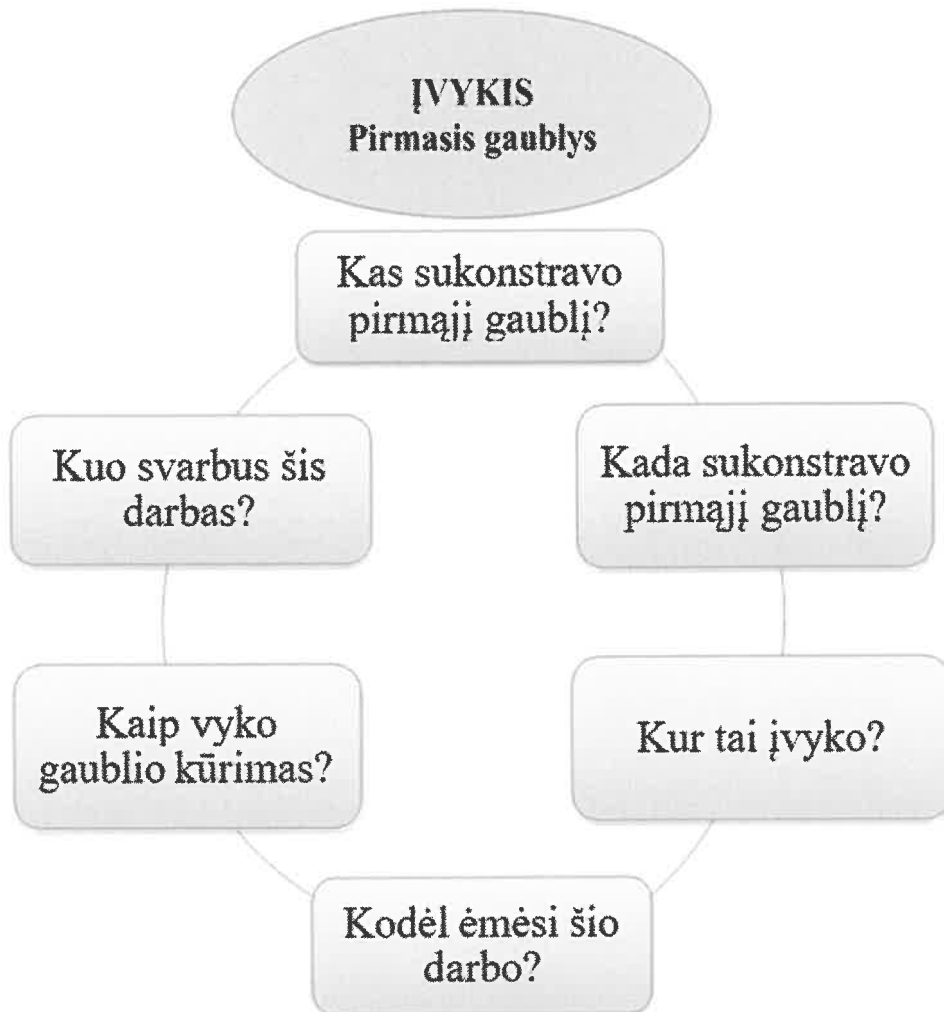 ĮVYKIS
Pirmasis gaublys
Kas sukonstravo
pirmąjį gaublį?
Kada sukonstravo
pirmąjį gaublį?
Kur tai įvyko?
Kodėl ėmėsi šio
darbo?
Kaip vyko
gaublio kūrimas?
Kuo svarbus šis
darbas?